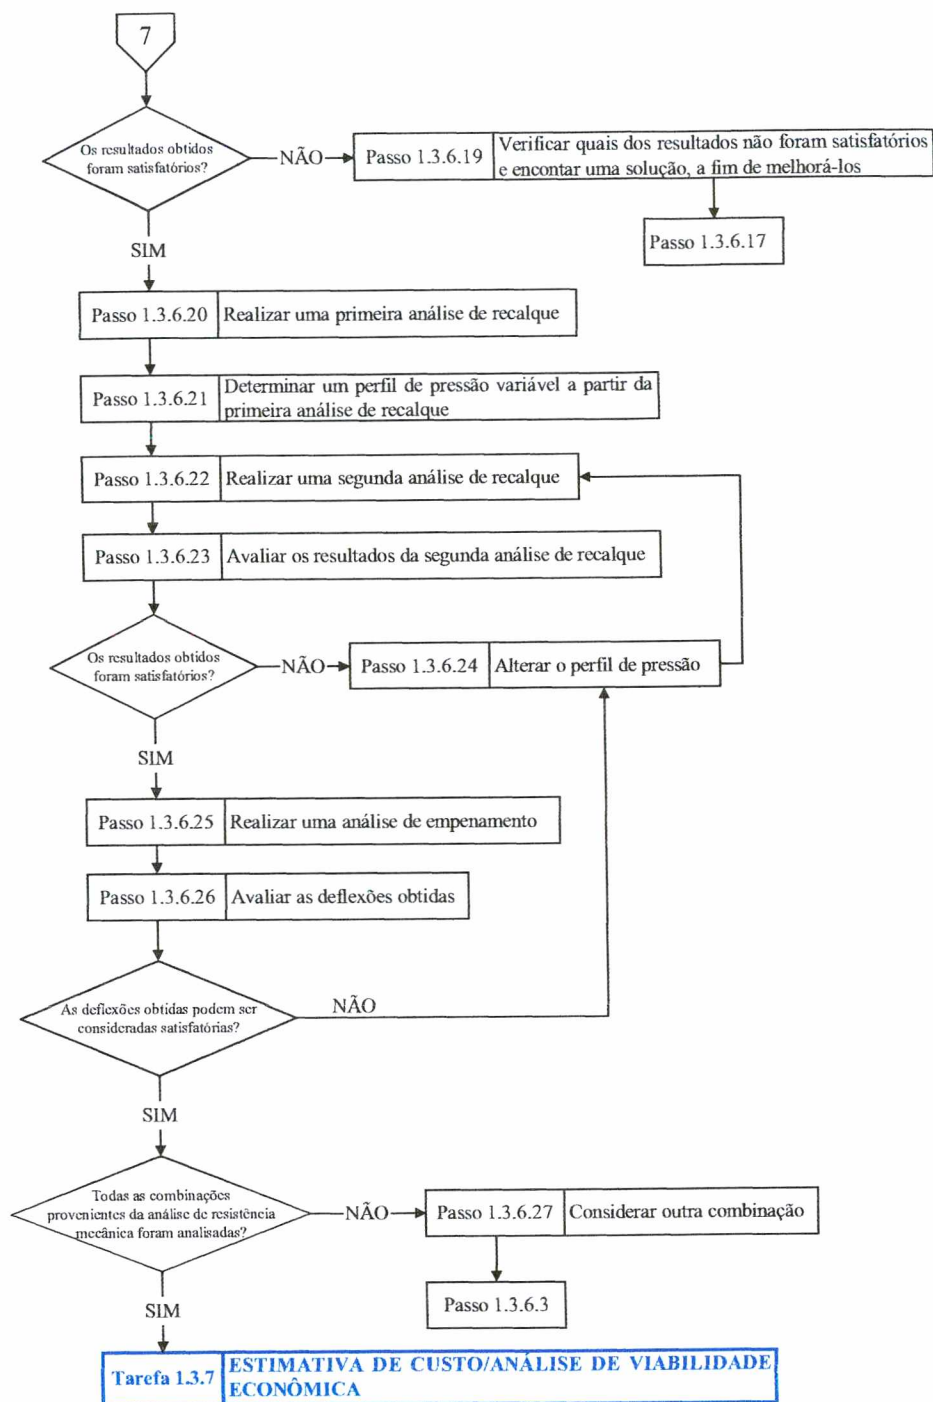 7
Os resultados obtidos
foram satisfatórios?
NÃO
Passo 1.3.6.19
Verificar quais dos resultados não foram satisfatórios
e encontar uma solução, a fim de melhorá-los
Passo 1.3.6.17
SIM
Passo 1.3.6.20
Realizar uma primeira análise de recalque
Passo 1.3.6.21
Determinar um perfil de pressão variável a partir da
primeira análise de recalque
Passo 1.3.6.22
Realizar uma segunda análise de recalque
Passo 1.3.6.23
Avaliar os resultados da segunda análise de recalque
Os resultados obtidos
foram satisfatórios?
NÃO
Passo 1.3.6.24
Alterar o perfil de pressão
SIM
Passo 1.3.6.25
Realizar uma análise de empenamento
Passo 1.3.6.26
Avaliar as deflexões obtidas
As deflexões obtidas podem ser
consideradas satisfatórias?
NÃO
SIM
Todas as combinações
provenientes da análise de resistência
mecânica foram analisadas?
NÃO
Passo 1.3.6.27
Considerar outra combinação
Passo 1.3.6.3
SIM
Tarefa 1.3.7
ESTIMATIVA DE CUSTO/ANÁLISE DE VIABILIDADE
ECONÔMICA